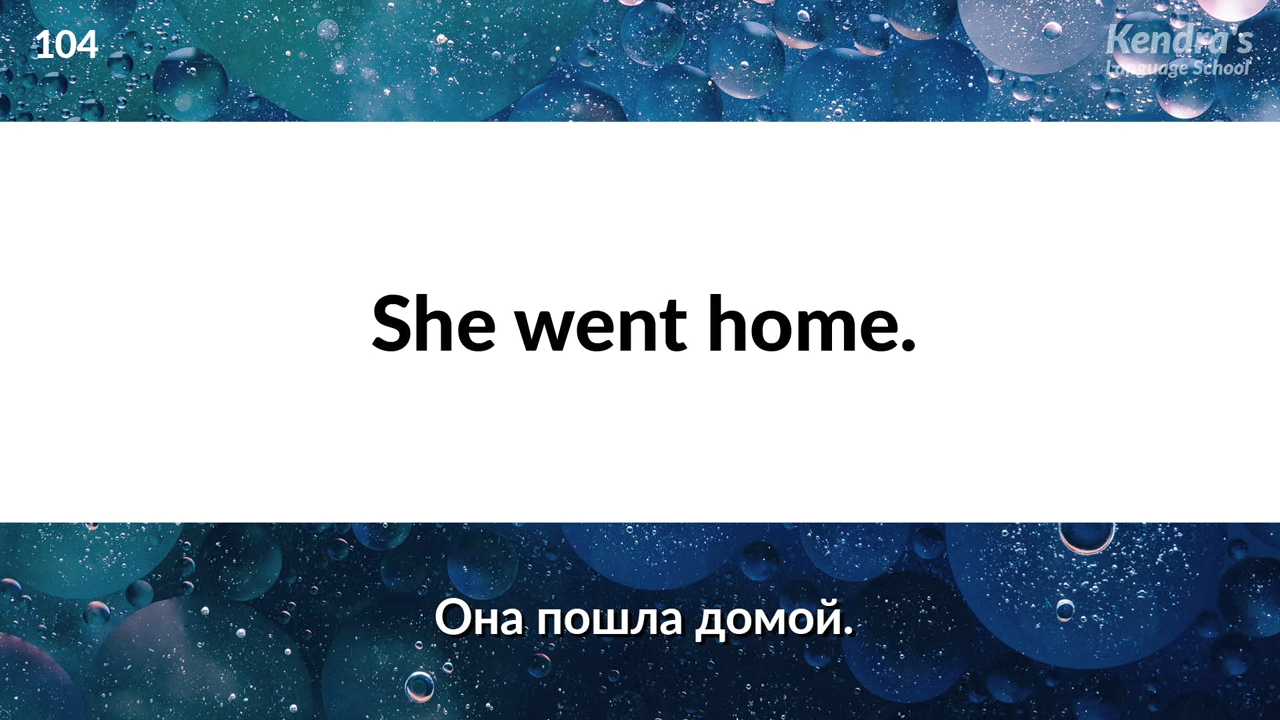 104
Kendra's
Language School
She went home.
Она пошла домой.